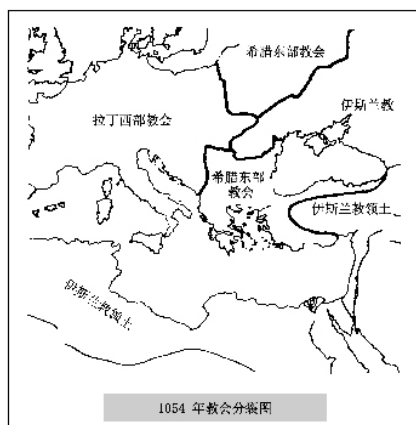 希腊东部教会
伊斯兰教
拉丁西部教会
希腊东部
教会
伊斯兰教领土
伊斯兰教领土
1054 年教会分裂图